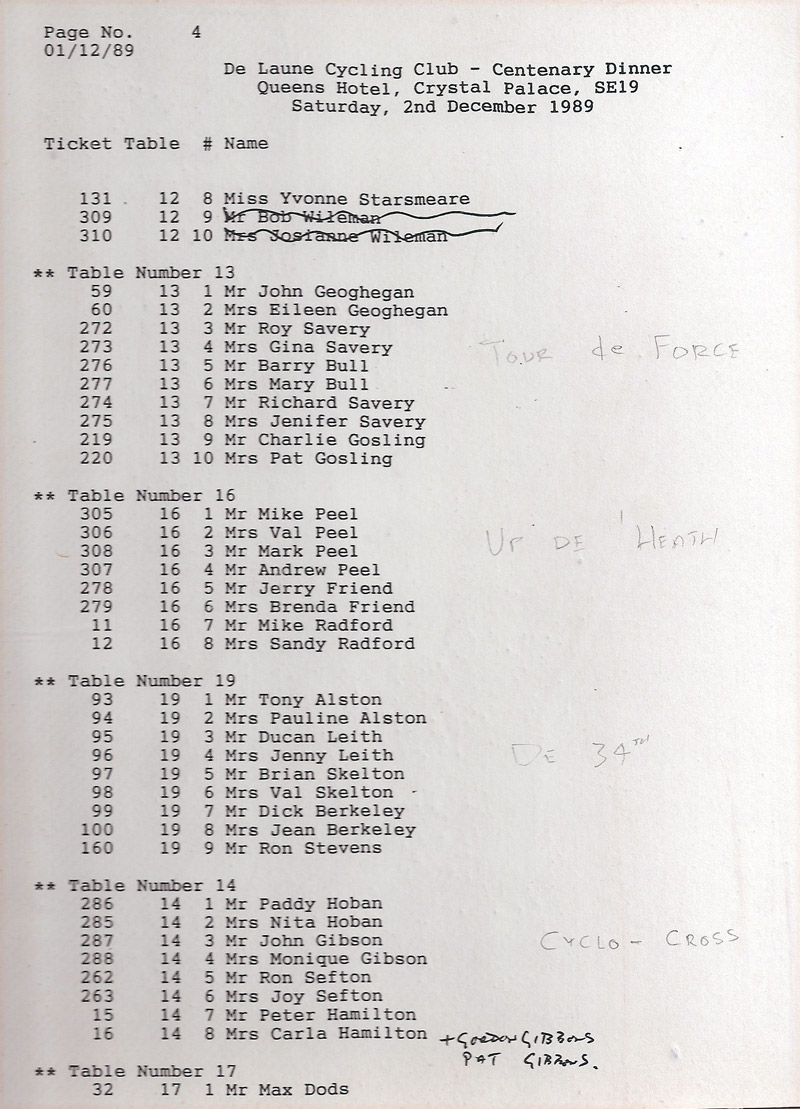 Page No. 4
01/12/89
De Laune Cycling Club - Centenary Dinner
Queens Hotel, Crystal Palace, SE19
Saturday, 2nd December 1989
Ticket Table # Name
131 12 8 Miss Yvonne Starsmeare
309 12 9 Mr Bob Wileman
310 12 10 Mrs Josianne Wileman
** Table Number 13
59 13 1 Mr John Geoghegan
60 13 2 Mrs Eileen Geoghegan
272 13 3 Mr Roy Savery
273 13 4 Mrs Gina Savery TOUR de FORCE
276 13 5 Mr Barry Bull
277 13 6 Mrs Mary Bull
274 13 7 Mr Richard Savery
275 13 8 Mrs Jenifer Savery
219 13 9 Mr Charlie Gosling
220 13 10 Mrs Pat Gosling
** Table Number 16
305 16 1 Mr Mike Peel
306 16 2 Mrs Val Peel UP DE 'HEATH
308 16 3 Mr Mark Peel
307 16 4 Mr Andrew Peel
278 16 5 Mr Jerry Friend
279 16 6 Mrs Brenda Friend
11 16 7 Mr Mike Radford
12 16 8 Mrs Sandy Radford
** Table Number 19
93 19 1 Mr Tony Alston
94 19 2 Mrs Pauline Alston
95 19 3 Mr Ducan Leith
96 19 4 Mrs Jenny Leith DE 34TH
97 19 5 Mr Brian Skelton
98 19 6 Mrs Val Skelton
99 19 7 Mr Dick Berkeley
100 19 8 Mrs Jean Berkeley
160 19 9 Mr Ron Stevens
** Table Number 14
286 14 1 Mr Paddy Hoban
285 14 2 Mrs Nita Hoban
287 14 3 Mr John Gibson CYCLO - CROSS
288 14 4 Mrs Monique Gibson
262 14 5 Mr Ron Sefton
263 14 6 Mrs Joy Sefton
15 14 7 Mr Peter Hamilton
16 14 8 Mrs Carla Hamilton + GORDON GIBBONS
PAT GIBBONS.
** Table Number 17
32 17 1 Mr Max Dods